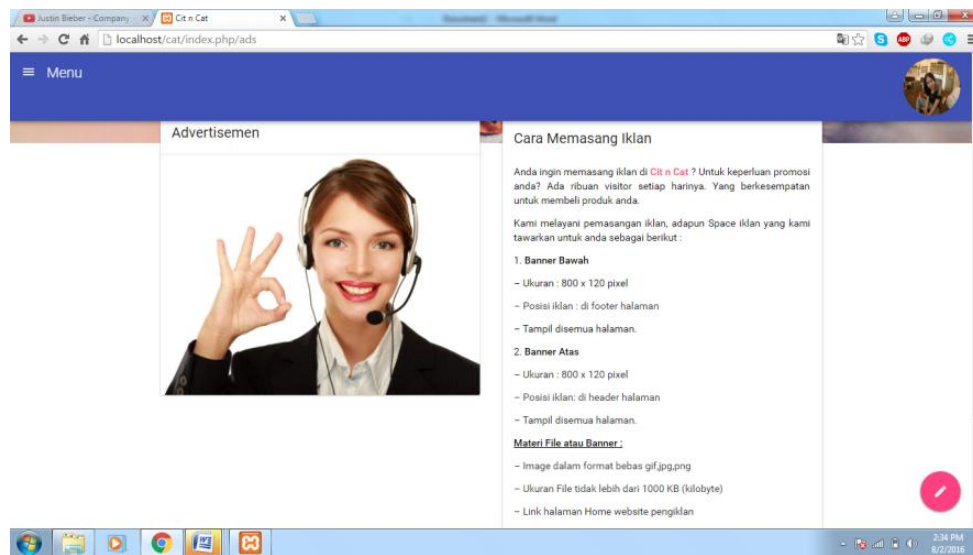 Justin Bieber - Company
Cit n Cat
localhost/cat/index.php/ads
Menu
Advertisemen
Cara Memasang Iklan
Anda ingin memasang iklan di Cit n Cat ? Untuk keperluan promosi
anda? Ada ribuan visitor setiap harinya. Yang berkesempatan
untuk membeli produk anda.
Kami melayani pemasangan iklan, adapun Space iklan yang kami
tawarkan untuk anda sebagai berikut :
1. Banner Bawah
– Ukuran : 800 x 120 pixel
– Posisi iklan : di footer halaman
– Tampil disemua halaman.
2. Banner Atas
– Ukuran : 800 x 120 pixel
– Posisi iklan: di header halaman
– Tampil disemua halaman.
Materi File atau Banner :
– Image dalam format bebas gif,jpg,png
– Ukuran File tidak lebih dari 1000 KB (kilobyte)
– Link halaman Home website pengiklan
2:34 PM
8/2/2016